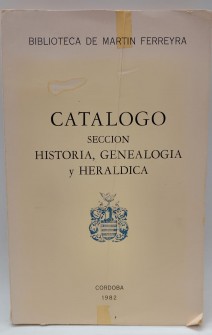 BIBLIOTECA DE MARTIN FERREYRA
CATALOGO
SECCION
HISTORIA, GENEALOGIA
y HERALDICA
CORDOBA
1982